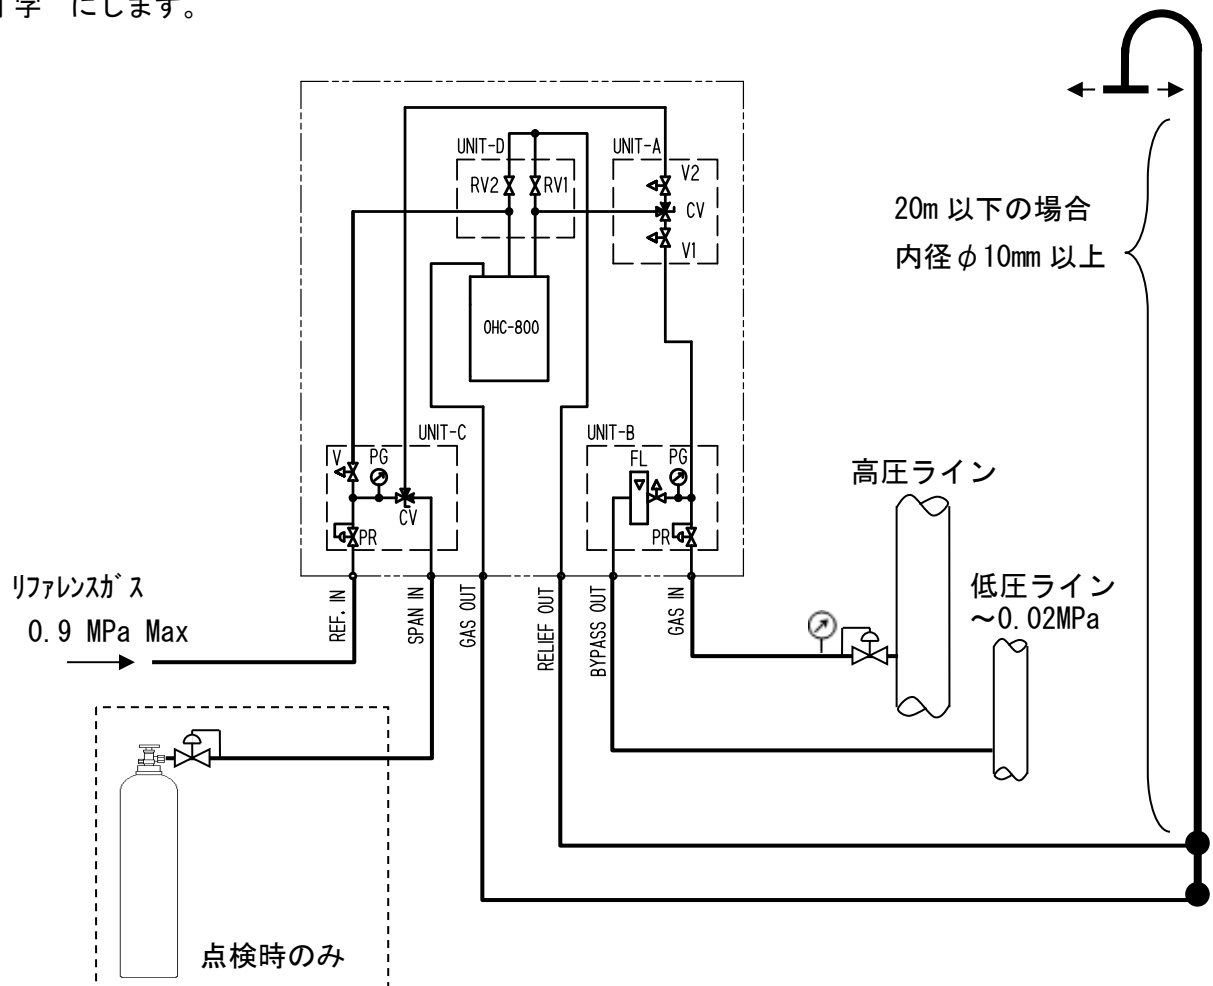 字 にします。
UNIT-D
UNIT-A
RV2
RV1
V2
CV
V1
20m 以下の場合
内径φ10mm 以上
OHC-800
UNIT-C
UNIT-B
V
PG
FL
PG
CV
PR
PR
高圧ライン
低圧ライン
～0.02MPa
リファレンスガス
0.9 MPa Max
REF. IN
SPAN IN
GAS OUT
RELIEF OUT
BYPASS OUT
GAS IN
点検時のみ